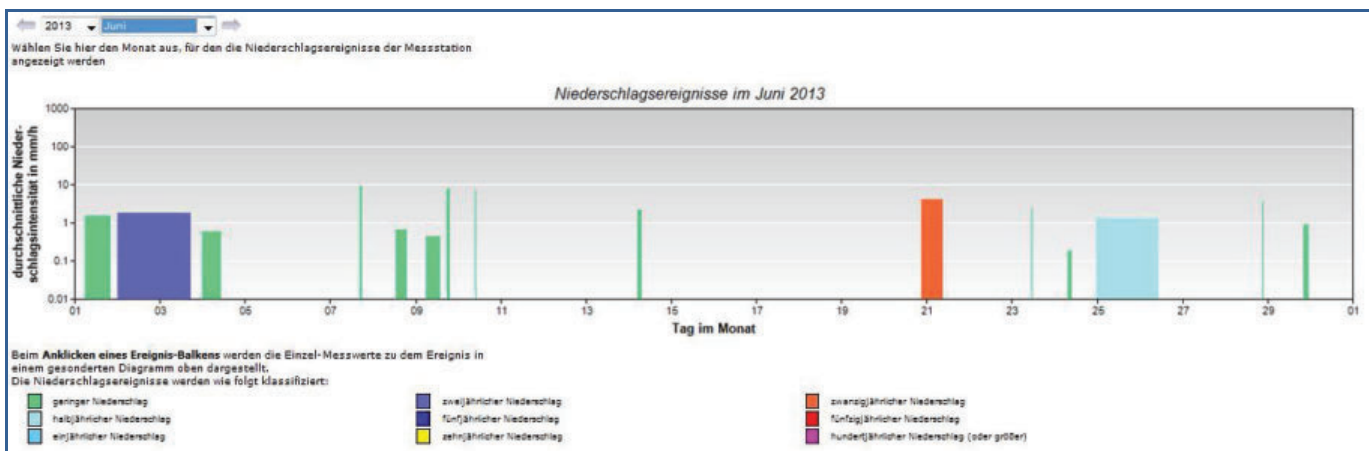 2013 Juni
Wählen Sie hier den Monat aus, für den die Niederschlagsereignisse der Messstation
angezeigt werden
Niederschlagsereignisse im Juni 2013
durchschnittliche Nieder-
schlagsintensität in mm/h
1000
100
10
1
0.1
0.01
01 03 05 07 09 11 13 15 17 19 21 23 25 27 29 01
Tag im Monat
Beim Anklicken eines Ereignis-Balkens werden die Einzel-Messwerte zu dem Ereignis in
einem gesonderten Diagramm oben dargestellt.
Die Niederschlagsereignisse werden wie folgt klassifiziert:
geringer Niederschlag zweijährlicher Niederschlag zwanzigjährlicher Niederschlag
halbjährlicher Niederschlag fünfjährlicher Niederschlag fünfzigjährlicher Niederschlag
einjährlicher Niederschlag zehnjährlicher Niederschlag hundertjährlicher Niederschlag (oder größer)